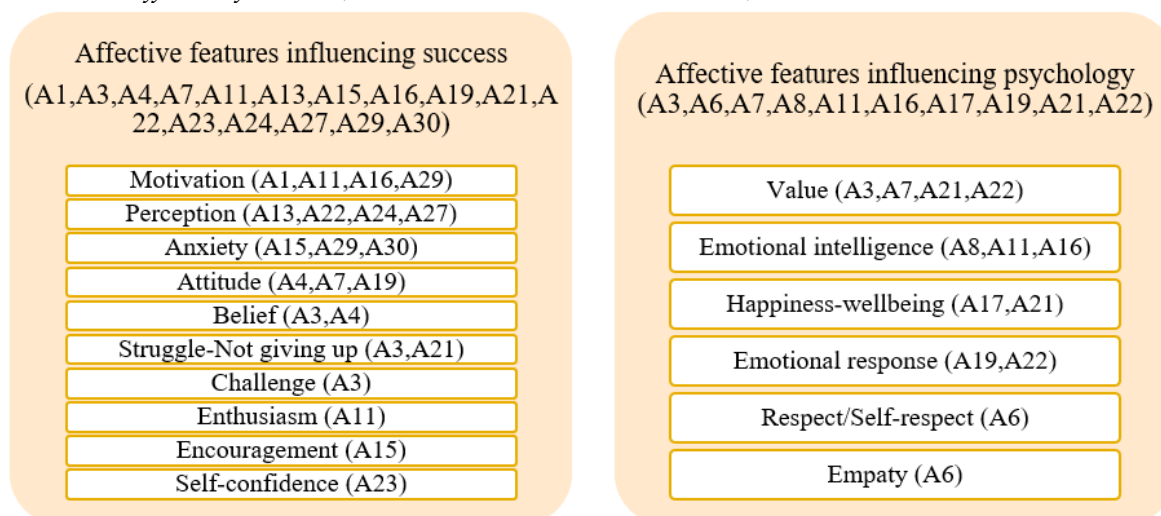 Affective features influencing success
(A1,A3,A4,A7,A11,A13,A15,A16,A19,A21,A
22,A23,A24,A27,A29,A30)
Motivation (A1,A11,A16,A29)
Perception (A13,A22,A24,A27)
Anxiety (A15,A29,A30)
Attitude (A4,A7,A19)
Belief (A3,A4)
Struggle-Not giving up (A3,A21)
Challenge (A3)
Enthusiasm (A11)
Encouragement (A15)
Self-confidence (A23)
Affective features influencing psychology
(A3,A6,A7,A8,A11,A16,A17,A19,A21,A22)
Value (A3,A7,A21,A22)
Emotional intelligence (A8,A11,A16)
Happiness-wellbeing (A17,A21)
Emotional response (A19,A22)
Respect/Self-respect (A6)
Empaty (A6)